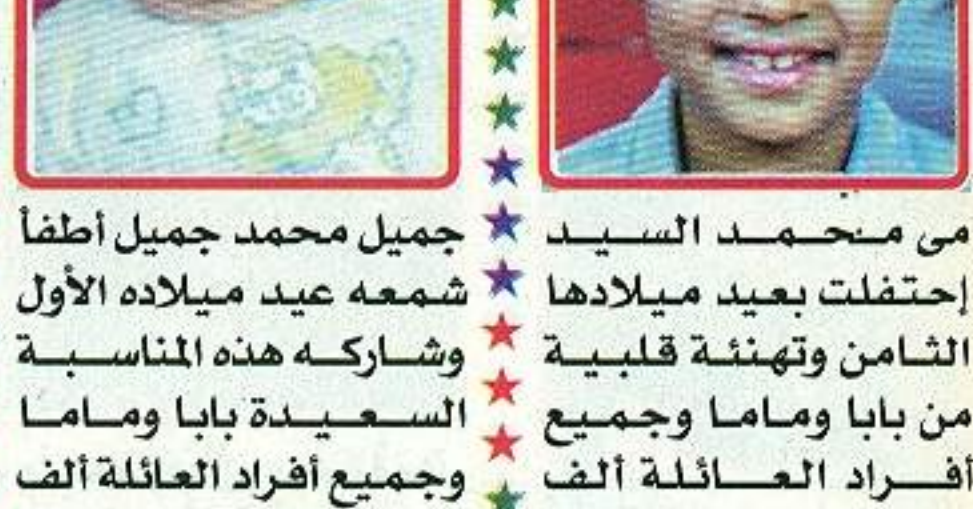 مى محمد السيد
إحتفلت بعيد ميلادها
الثامن وتهنئة قلبية
من بابا وماما وجميع
أفراد العائلة ألف
جميل محمد جميل أطفأ
شمعه عيد ميلاده الأول
وشاركه هذه المناسبة
السعيدة بابا وماما
وجميع أفراد العائلة ألف